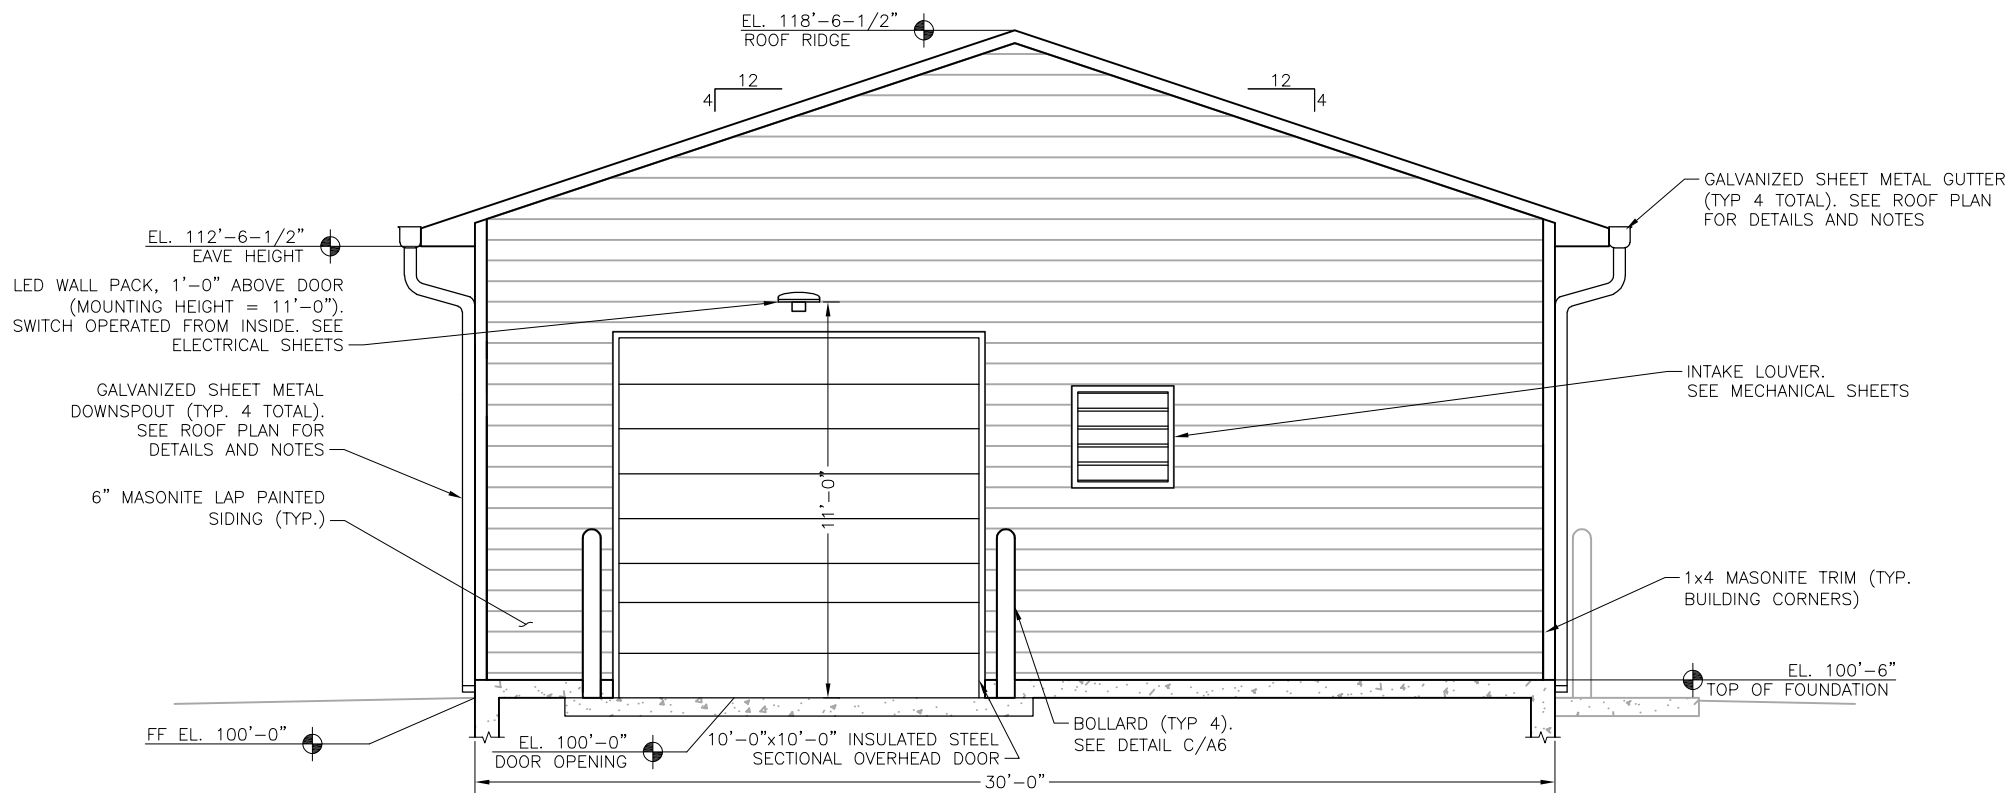 EL. 118'-6-1/2"
ROOF RIDGE
12
4
12
4
GALVANIZED SHEET METAL GUTTER
(TYP 4 TOTAL). SEE ROOF PLAN
FOR DETAILS AND NOTES
EL. 112'-6-1/2"
EAVE HEIGHT
LED WALL PACK, 1'-0" ABOVE DOOR
(MOUNTING HEIGHT = 11'-0").
SWITCH OPERATED FROM INSIDE. SEE
ELECTRICAL SHEETS
INTAKE LOUVER.
SEE MECHANICAL SHEETS
GALVANIZED SHEET METAL
DOWNSPOUT (TYP. 4 TOTAL).
SEE ROOF PLAN FOR
DETAILS AND NOTES
6" MASONITE LAP PAINTED
SIDING (TYP.)
11'-0"
1x4 MASONITE TRIM (TYP.
BUILDING CORNERS)
EL. 100'-6"
TOP OF FOUNDATION
FF EL. 100'-0"
EL. 100'-0"
DOOR OPENING
10'-0"x10'-0" INSULATED STEEL
SECTIONAL OVERHEAD DOOR
BOLLARD (TYP 4).
SEE DETAIL C/A6
30'-0"